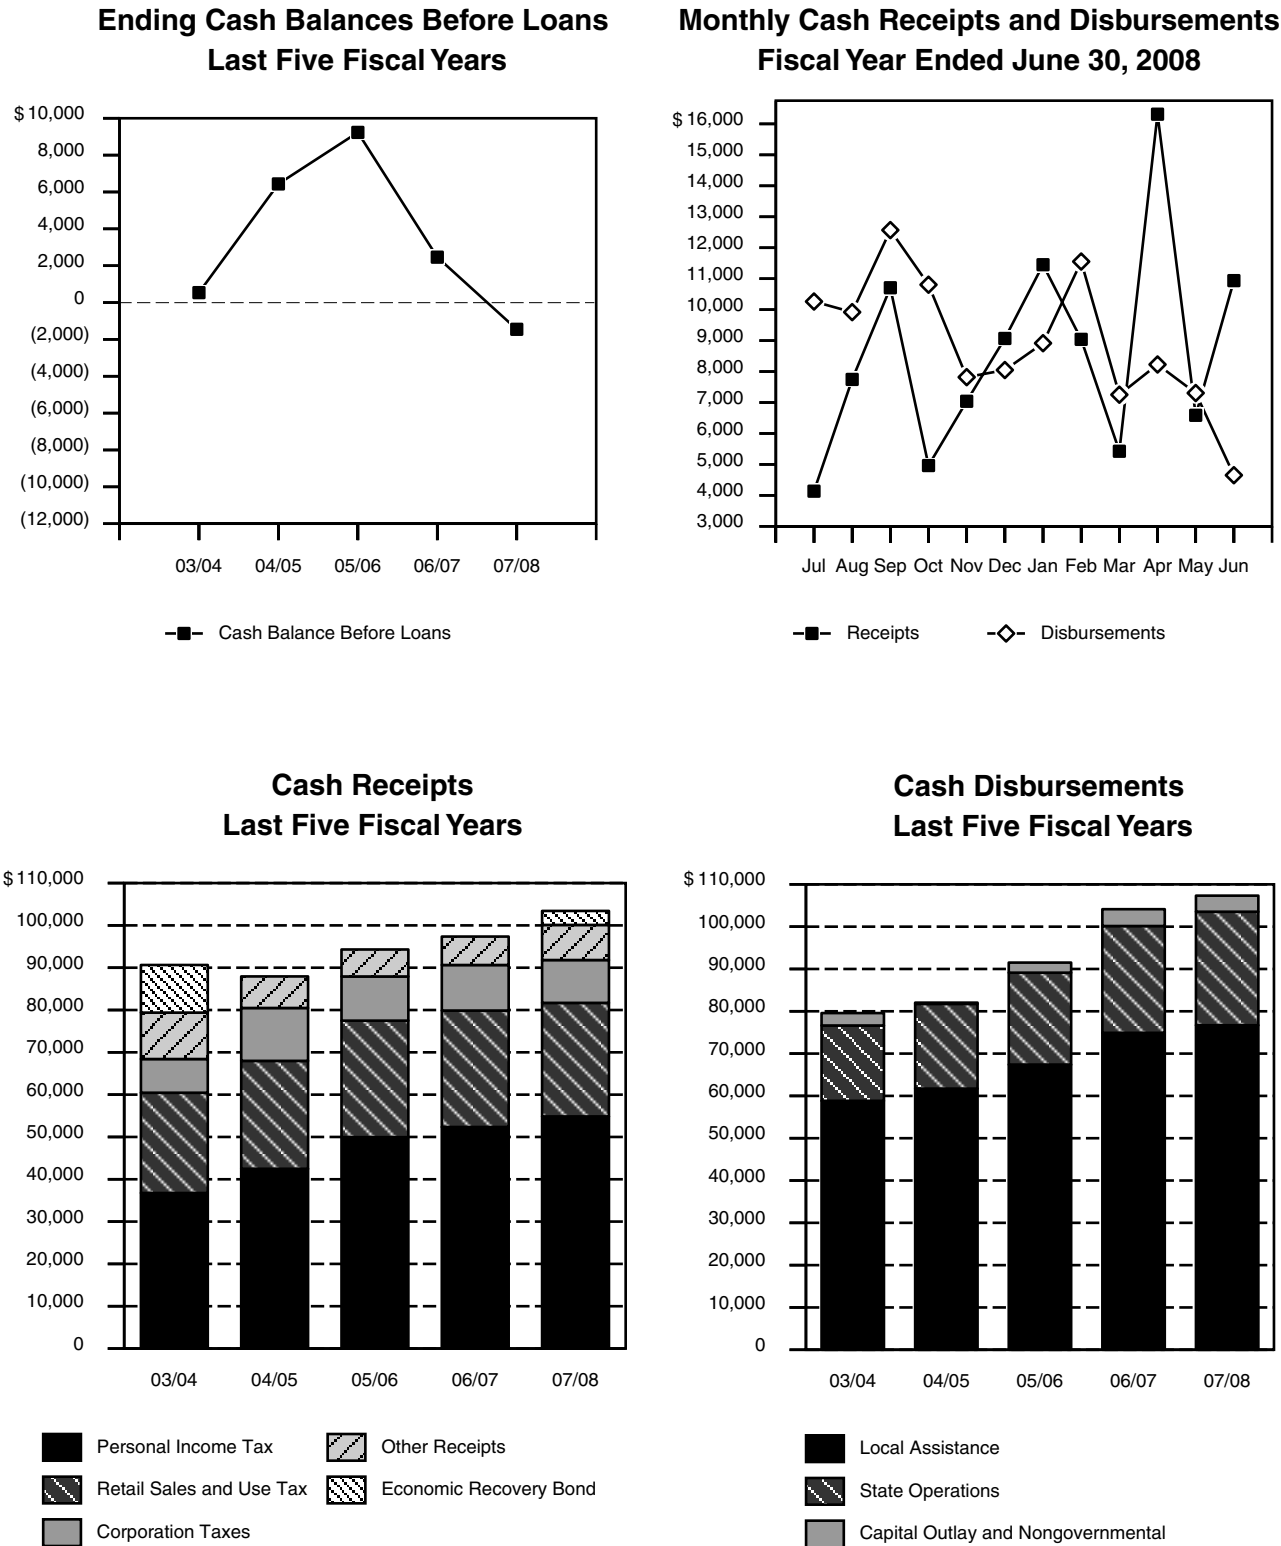 Ending Cash Balances Before Loans
Last Five Fiscal Years
$ 10,000
8,000
6,000
4,000
2,000
0
(2,000)
(4,000)
(6,000)
(8,000)
(10,000)
(12,000)
03/04 04/05 05/06 06/07 07/08
Cash Balance Before Loans
Monthly Cash Receipts and Disbursements
Fiscal Year Ended June 30, 2008
$ 16,000
15,000
14,000
13,000
12,000
11,000
10,000
9,000
8,000
7,000
6,000
5,000
4,000
3,000
Jul Aug Sep Oct Nov Dec Jan Feb Mar Apr May Jun
Receipts Disbursements
Cash Receipts
Last Five Fiscal Years
$ 110,000
100,000
90,000
80,000
70,000
60,000
50,000
40,000
30,000
20,000
10,000
0
03/04 04/05 05/06 06/07 07/08
Personal Income Tax Other Receipts
Retail Sales and Use Tax Economic Recovery Bond
Corporation Taxes
Cash Disbursements
Last Five Fiscal Years
$ 110,000
100,000
90,000
80,000
70,000
60,000
50,000
40,000
30,000
20,000
10,000
0
03/04 04/05 05/06 06/07 07/08
Local Assistance
State Operations
Capital Outlay and Nongovernmental